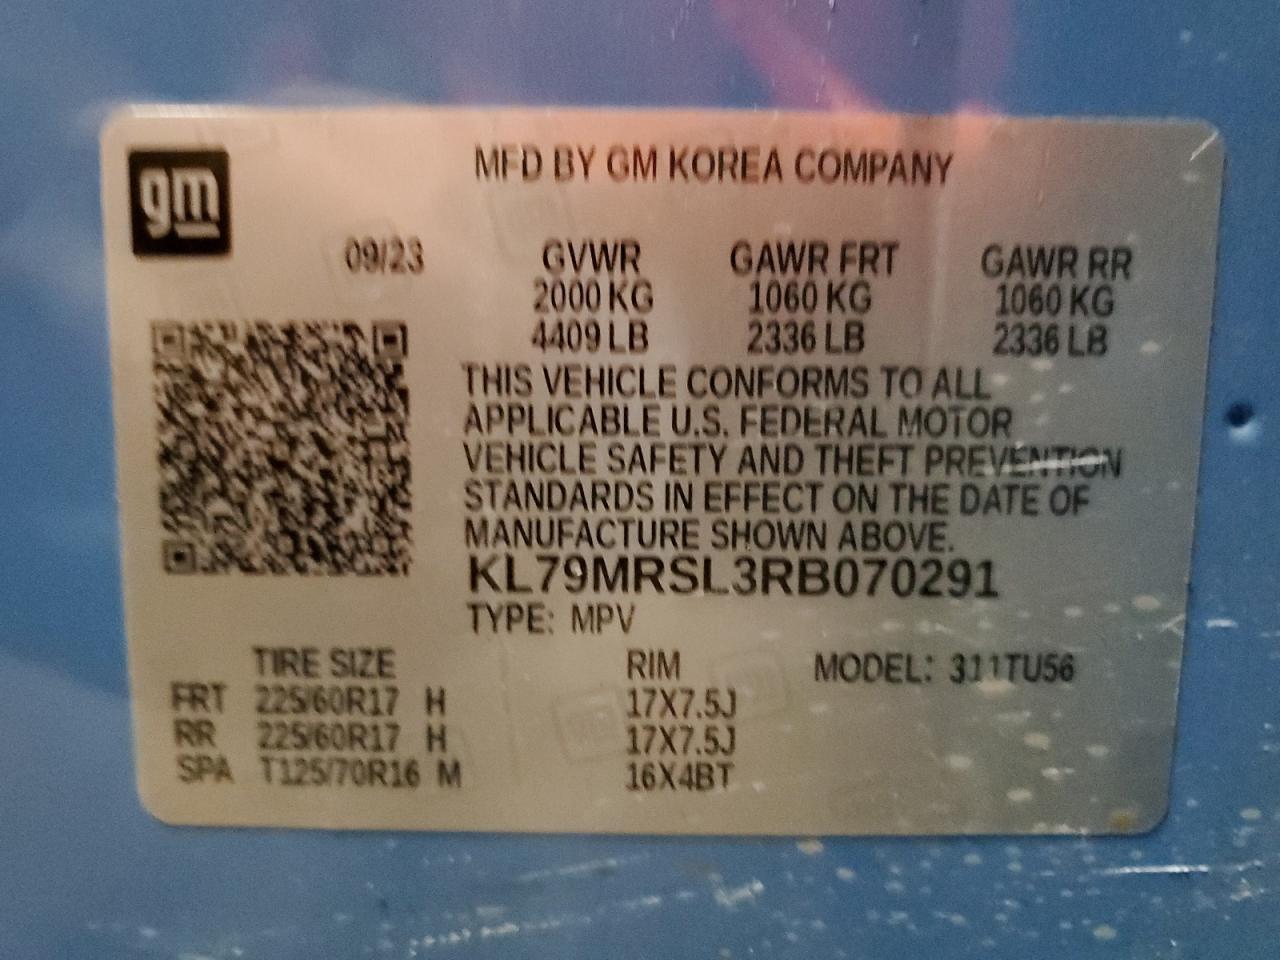 gm
MFD BY GM KOREA COMPANY
09/23 GVWR GAWR FRT GAWR RR
2000 KG 1060 KG 1060 KG
4409 LB 2336 LB 2336 LB
THIS VEHICLE CONFORMS TO ALL
APPLICABLE U.S. FEDERAL MOTOR
VEHICLE SAFETY AND THEFT PREVENTION
STANDARDS IN EFFECT ON THE DATE OF
MANUFACTURE SHOWN ABOVE.
KL79MRSL3RB070291
TYPE: MPV
TIRE SIZE RIM MODEL: 311TU56
FRT 225/60R17 H 17X7.5J
RR 225/60R17 H 17X7.5J
SPA T125/70R16 M 16X4BT